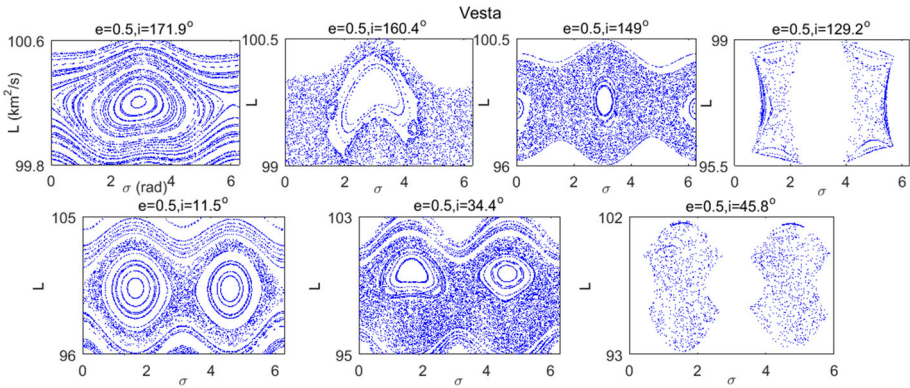 Vesta
e=0.5,i=171.9°
e=0.5,i=160.4°
e=0.5,i=149°
e=0.5,i=129.2°
100.6
L (km²/s)
99.8
0 2 4 6
σ (rad)
100.5
L
99
0 2 4 6
σ
100.5
L
96
0 2 4 6
σ
99
L
95.5
0 2 4 6
σ
e=0.5,i=11.5°
e=0.5,i=34.4°
e=0.5,i=45.8°
105
L
96
0 2 4 6
σ
103
L
95
0 2 4 6
σ
102
L
93
0 2 4 6
σ